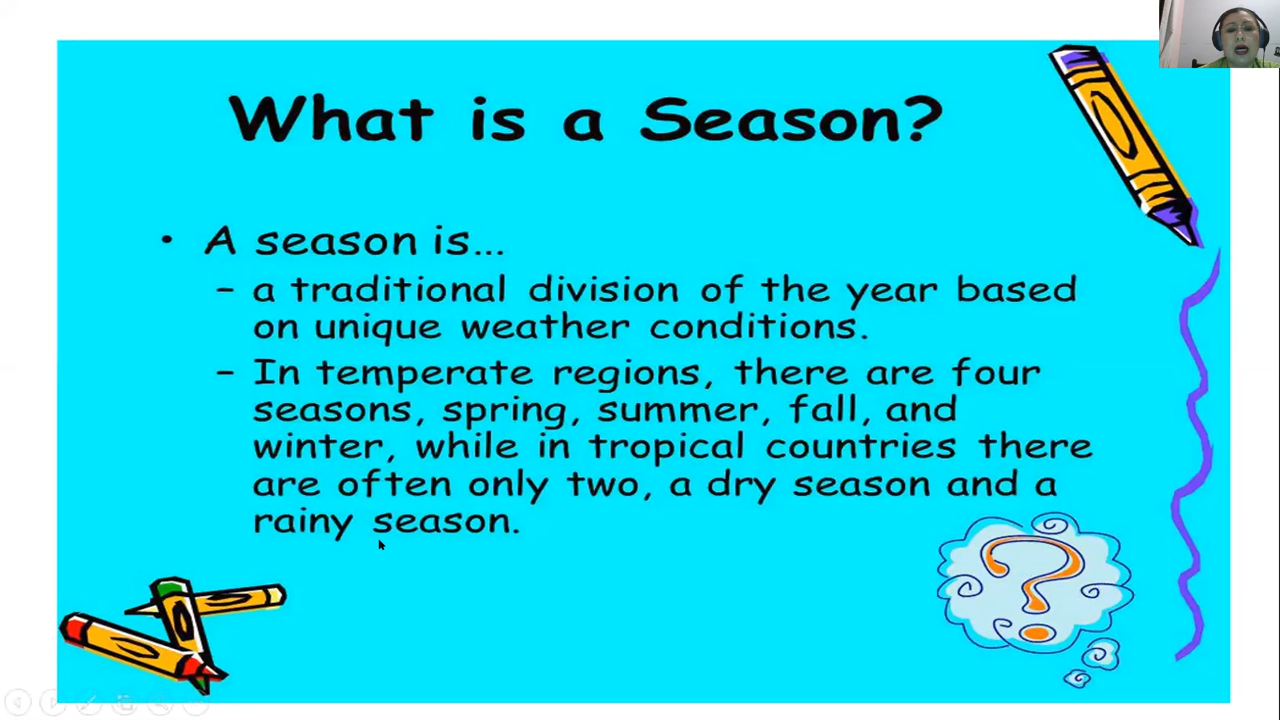 What is a Season?
• A season is...
– a traditional division of the year based
on unique weather conditions.
– In temperate regions, there are four
seasons, spring, summer, fall, and
winter, while in tropical countries there
are often only two, a dry season and a
rainy season.